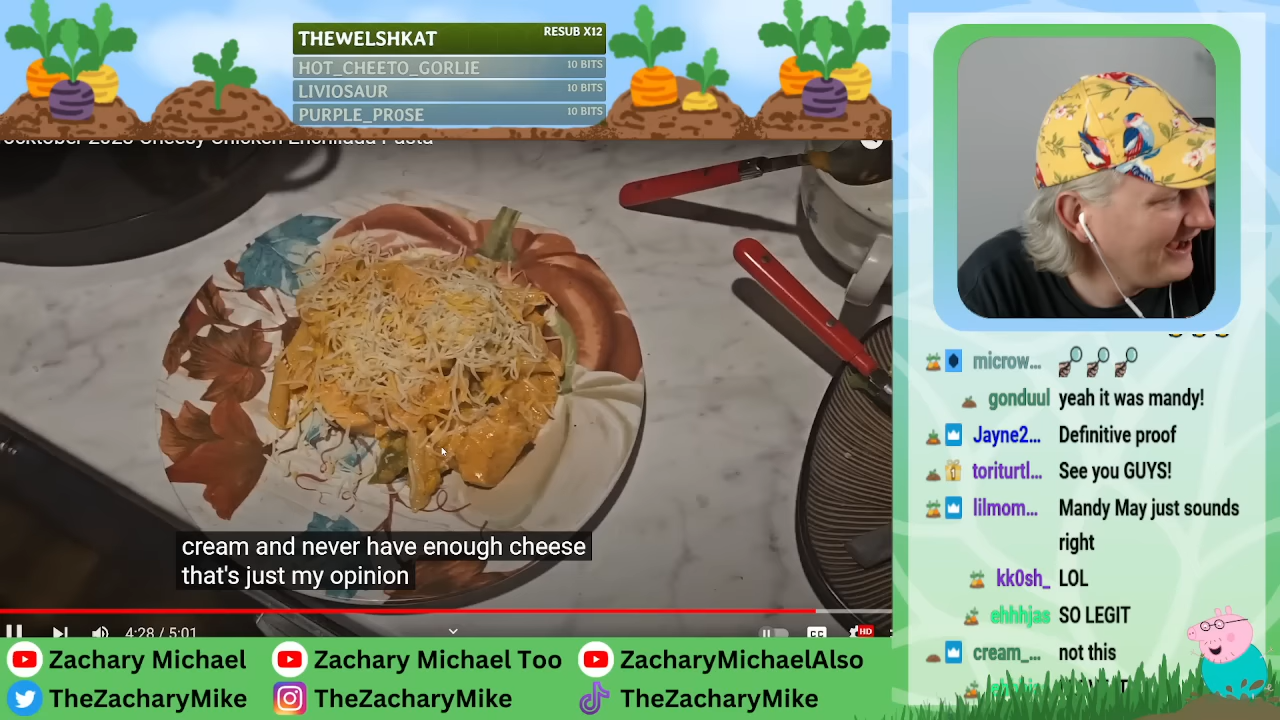 THEWELSHKAT RESUB X12
HOT_CHEETO_GORLIE 10 BITS
LIVIOSAUR 10 BITS
PURPLE_PR0SE 10 BITS
Cheesy Chicken Enchilada Pasta
cream and never have enough cheese
that's just my opinion
4:28 / 5:01
CC
HD
microw...
gonduul yeah it was mandy!
Jayne2... Definitive proof
toriturtl... See you GUYS!
lilmom... Mandy May just sounds
right
kk0sh_ LOL
ehhhjas SO LEGIT
cream_... not this
Zachary Michael
Zachary Michael Too
ZacharyMichaelAlso
TheZacharyMike
TheZacharyMike
TheZacharyMike